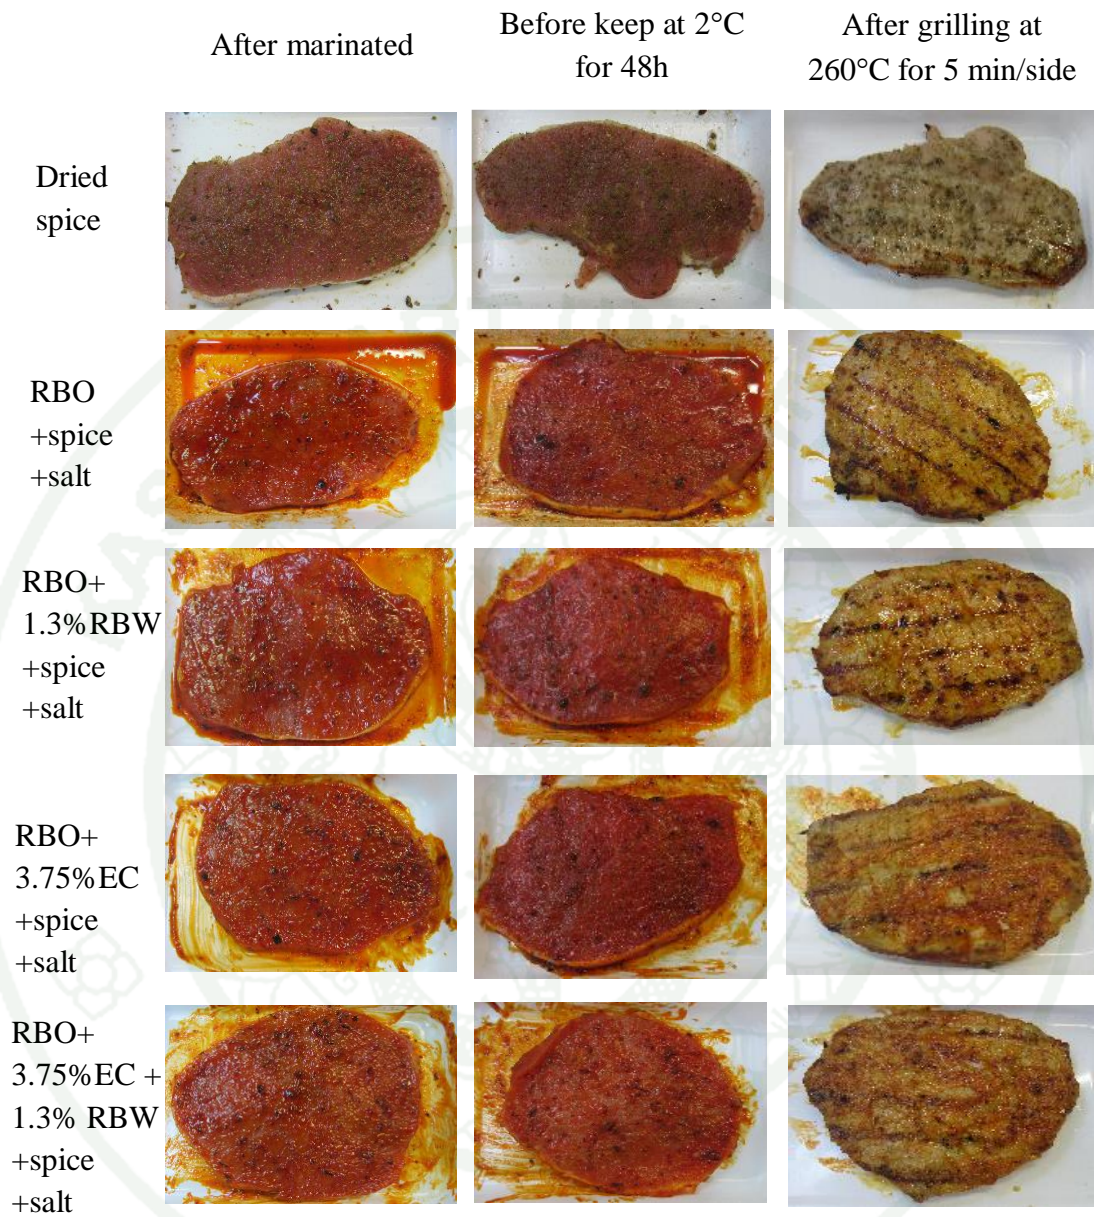 After marinated
Before keep at 2°C
for 48h
After grilling at
260°C for 5 min/side
Dried
spice
RBO
+spice
+salt
RBO+
1.3%RBW
+spice
+salt
RBO+
3.75%EC
+spice
+salt
RBO+
3.75%EC +
1.3% RBW
+spice
+salt